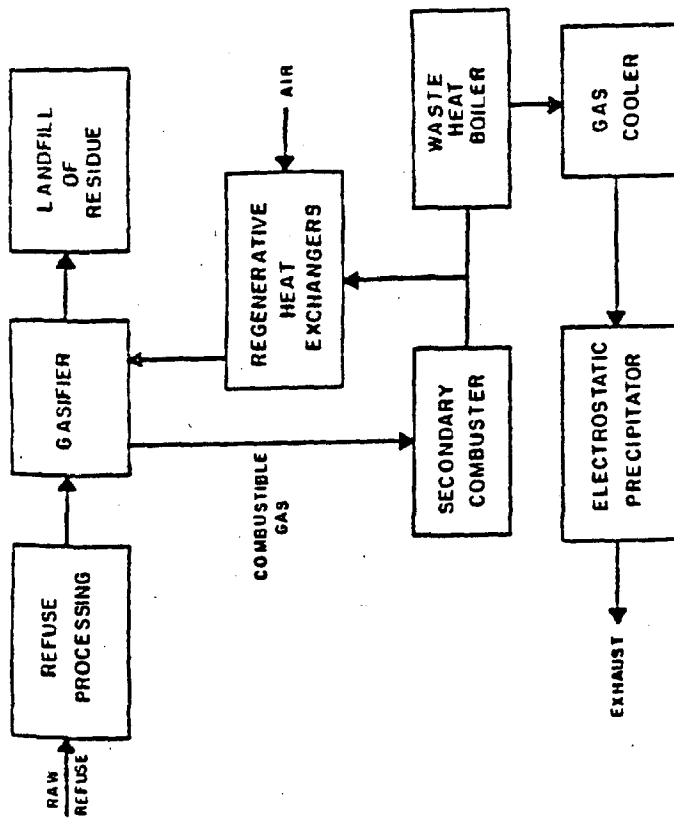 RAW
REFUSE
REFUSE
PROCESSING
GASIFIER
LANDFILL
OF
RESIDUE
COMBUSTIBLE
GAS
REGENERATIVE
HEAT
EXCHANGERS
AIR
SECONDARY
COMBUSTER
WASTE
HEAT
BOILER
EXHAUST
ELECTROSTATIC
PRECIPITATOR
GAS
COOLER